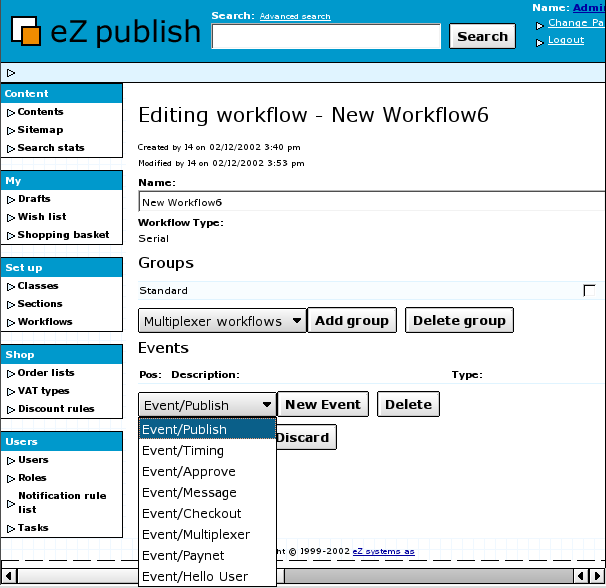 eZ publish
Search: Advanced search
Search
Name: Admi
Change Pa
Logout
Content
Contents
Sitemap
Search stats
My
Drafts
Wish list
Shopping basket
Set up
Classes
Sections
Workflows
Shop
Order lists
VAT types
Discount rules
Users
Users
Roles
Notification rule
list
Tasks
Editing workflow - New Workflow6
Created by 14 on 02/12/2002 3:40 pm
Modified by 14 on 02/12/2002 3:53 pm
Name:
New Workflow6
Workflow Type:
Serial
Groups
Standard
Multiplexer workflows Add group Delete group
Events
Pos: Description: Type:
Event/Publish New Event Delete
Event/Publish
Discard
Event/Timing
Event/Approve
Event/Message
Event/Checkout
Event/Multiplexer
Event/Paynet
Event/Hello User
© 1999-2002 eZ systems as